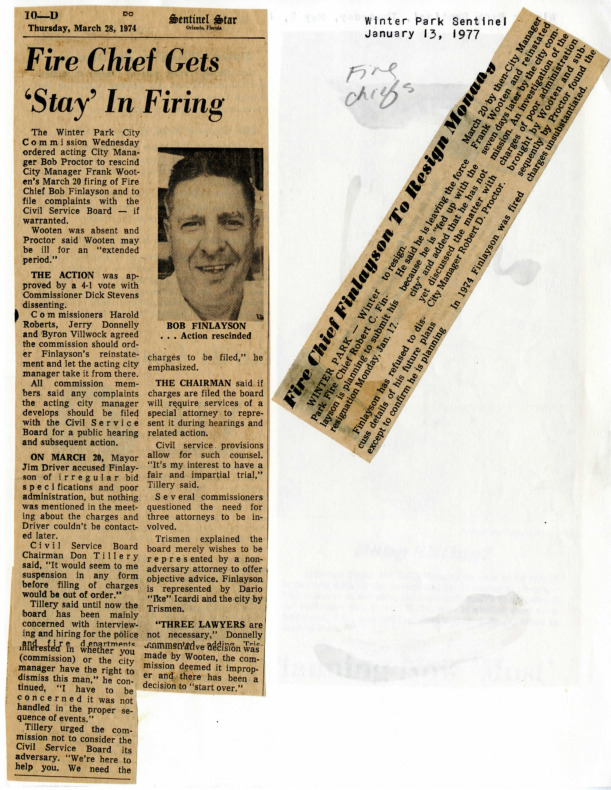 10—D
DO
Thursday, March 28, 1974
Sentinel Star
Orlando, Florida
Fire Chief Gets
‘Stay’ In Firing
The Winter Park City
Commission Wednesday
ordered acting City Mana-
ger Bob Proctor to rescind
City Manager Frank Woot-
en's March 20 firing of Fire
Chief Bob Finlayson and to
file complaints with the
Civil Service Board — if
warranted.
Wooten was absent and
Proctor said Wooten may
be ill for an "extended
period."
THE ACTION was ap-
proved by a 4-1 vote with
Commissioner Dick Stevens
dissenting.
Commissioners Harold
Roberts, Jerry Donnelly
and Byron Villwock agreed
the commission should ord-
er Finlayson's reinstate-
ment and let the acting city
manager take it from there.
All commission mem-
bers said any complaints
the acting city manager
develops should be filed
with the Civil Service
Board for a public hearing
and subsequent action.
ON MARCH 20, Mayor
Jim Driver accused Finlay-
son of irregular bid
specifications and poor
administration, but nothing
was mentioned in the meet-
ing about the charges and
Driver couldn't be contact-
ed later.
Civil Service Board
Chairman Don Tillery
said, "It would seem to me
suspension in any form
before filing of charges
would be out of order."
Tillery said until now the
board has been mainly
concerned with interview-
ing and hiring for the police
and fire departments
interested in whether you
(commission) or the city
manager have the right to
dismiss this man," he con-
tinued, "I have to be
concerned it was not
handled in the proper se-
quence of events."
Tillery urged the com-
mission not to consider the
Civil Service Board its
adversary. "We're here to
help you. We need the
BOB FINLAYSON
. . . Action rescinded
charges to be filed," he
emphasized.
THE CHAIRMAN said if
charges are filed the board
will require services of a
special attorney to repre-
sent it during hearings and
related action.
Civil service provisions
allow for such counsel.
"It's my interest to have a
fair and impartial trial,"
Tillery said.
Several commissioners
questioned the need for
three attorneys to be in-
volved.
Trismen explained the
board merely wishes to be
represented by a non-
adversary attorney to offer
objective advice. Finlayson
is represented by Dario
"Ike" Icardi and the city by
Trismen.
"THREE LAWYERS are
not necessary," Donnelly
decision was
made by Wooten, the com-
mission deemed it improp-
er and there has been a
decision to "start over."
Winter Park Sentinel
January 13, 1977
Fire
chiefs
Fire Chief Finlayson To Resign Monday
WINTER PARK — Winter
Park Fire Chief Robert C. Fin-
layson is planning to submit his
resignation Monday, Jan. 17.
Finlayson has refused to dis-
cuss details of his future plans
except to confirm he is planning
to resign.
He said he is leaving the force
because he is "fed up with the
city" and added that he has not
yet discussed the matter with
City Manager Robert D. Proctor.
In 1974 Finlayson was fired
March 20 by then-City Manager
Frank Wooten and reinstated
seven days later by the city com-
mission. An investigation of the
charges of poor administration
brought by Wooten and sub-
sequently by Proctor found the
charges unsubstantiated.